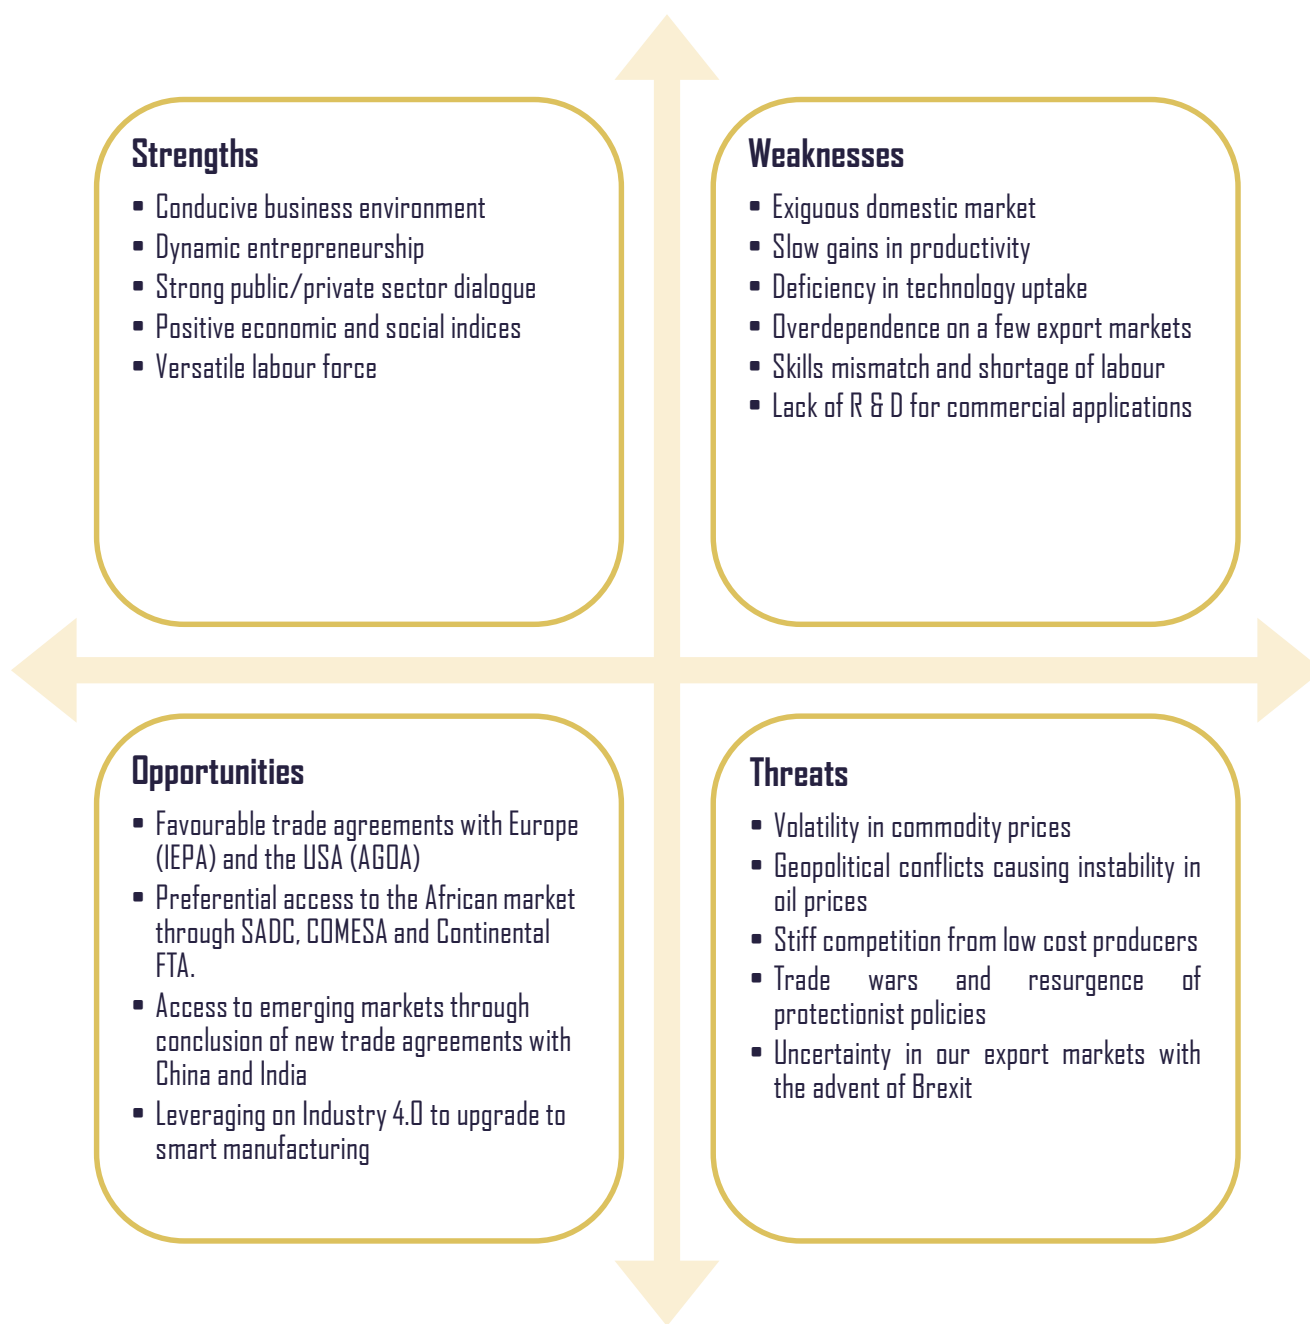 Strengths
▪ Conducive business environment
▪ Dynamic entrepreneurship
▪ Strong public/private sector dialogue
▪ Positive economic and social indices
▪ Versatile labour force
Weaknesses
▪ Exiguous domestic market
▪ Slow gains in productivity
▪ Deficiency in technology uptake
▪ Overdependence on a few export markets
▪ Skills mismatch and shortage of labour
▪ Lack of R & D for commercial applications
Opportunities
▪ Favourable trade agreements with Europe
(IEPA) and the USA (AGOA)
▪ Preferential access to the African market
through SADC, COMESA and Continental
FTA.
▪ Access to emerging markets through
conclusion of new trade agreements with
China and India
▪ Leveraging on Industry 4.0 to upgrade to
smart manufacturing
Threats
▪ Volatility in commodity prices
▪ Geopolitical conflicts causing instability in
oil prices
▪ Stiff competition from low cost producers
▪ Trade wars and resurgence of
protectionist policies
▪ Uncertainty in our export markets with
the advent of Brexit